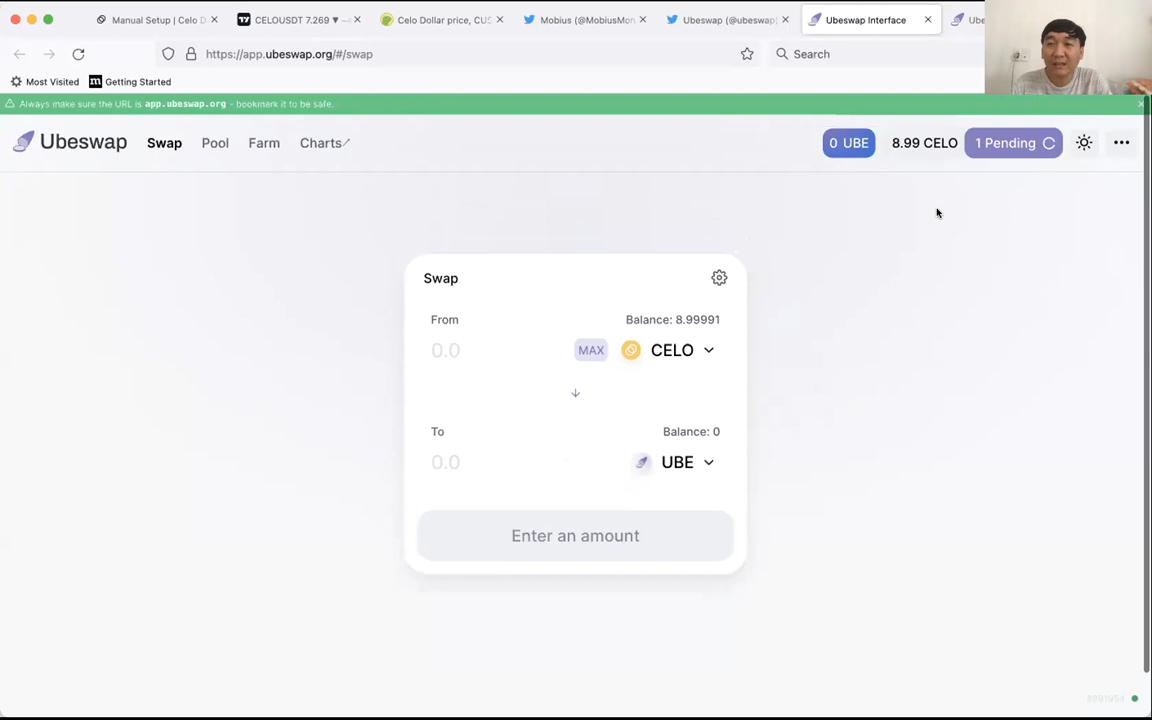 Manual Setup | Celo D
CELOUSDT 7.269 ▼ −4
Celo Dollar price, CUS
Mobius (@MobiusMon
Ubeswap (@ubeswap
Ubeswap Interface
Ube
https://app.ubeswap.org/#/swap
Search
Most Visited
Getting Started
Always make sure the URL is app.ubeswap.org - bookmark it to be safe.
Ubeswap Swap Pool Farm Charts↗ 0 UBE 8.99 CELO 1 Pending
Swap
From Balance: 8.99991
0.0 MAX CELO
To Balance: 0
0.0 UBE
Enter an amount